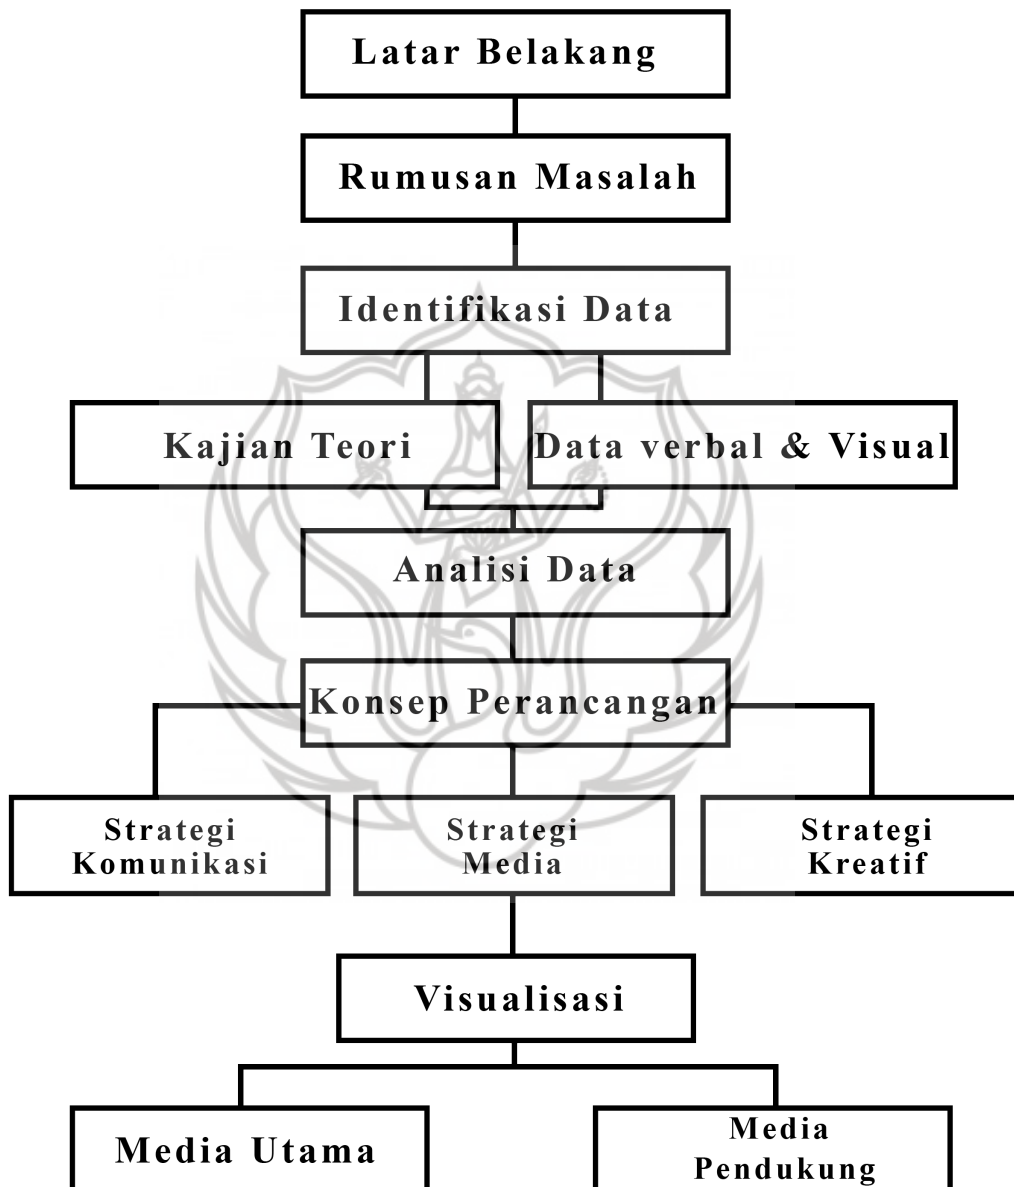 Latar Belakang
Rumusan Masalah
Identifikasi Data
Kajian Teori
Data verbal & Visual
Analisi Data
Konsep Perancangan
Strategi
Komunikasi
Strategi
Media
Strategi
Kreatif
Visualisasi
Media Utama
Media
Pendukung